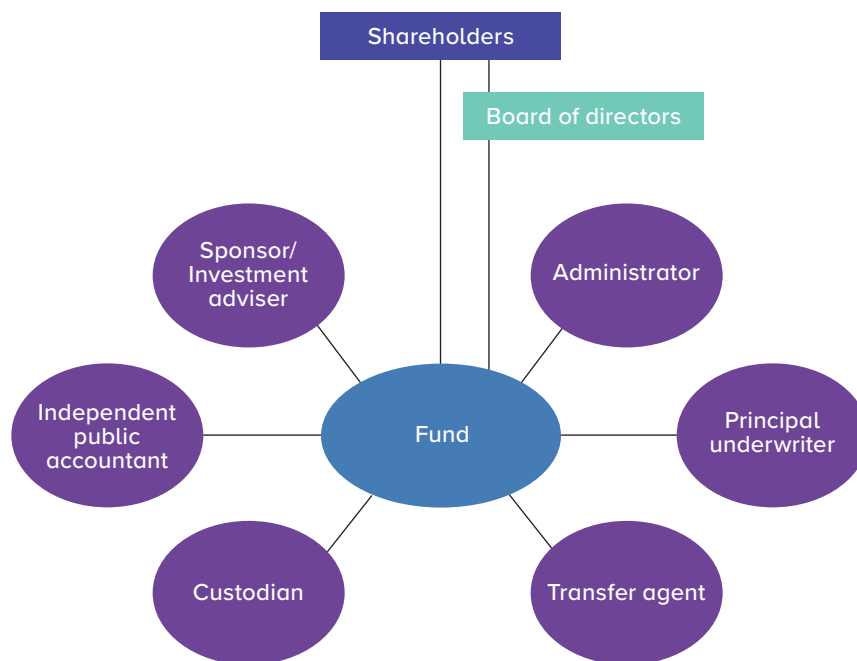 Shareholders
Board of directors
Sponsor/
Investment
adviser
Administrator
Independent
public
accountant
Fund
Principal
underwriter
Custodian
Transfer agent